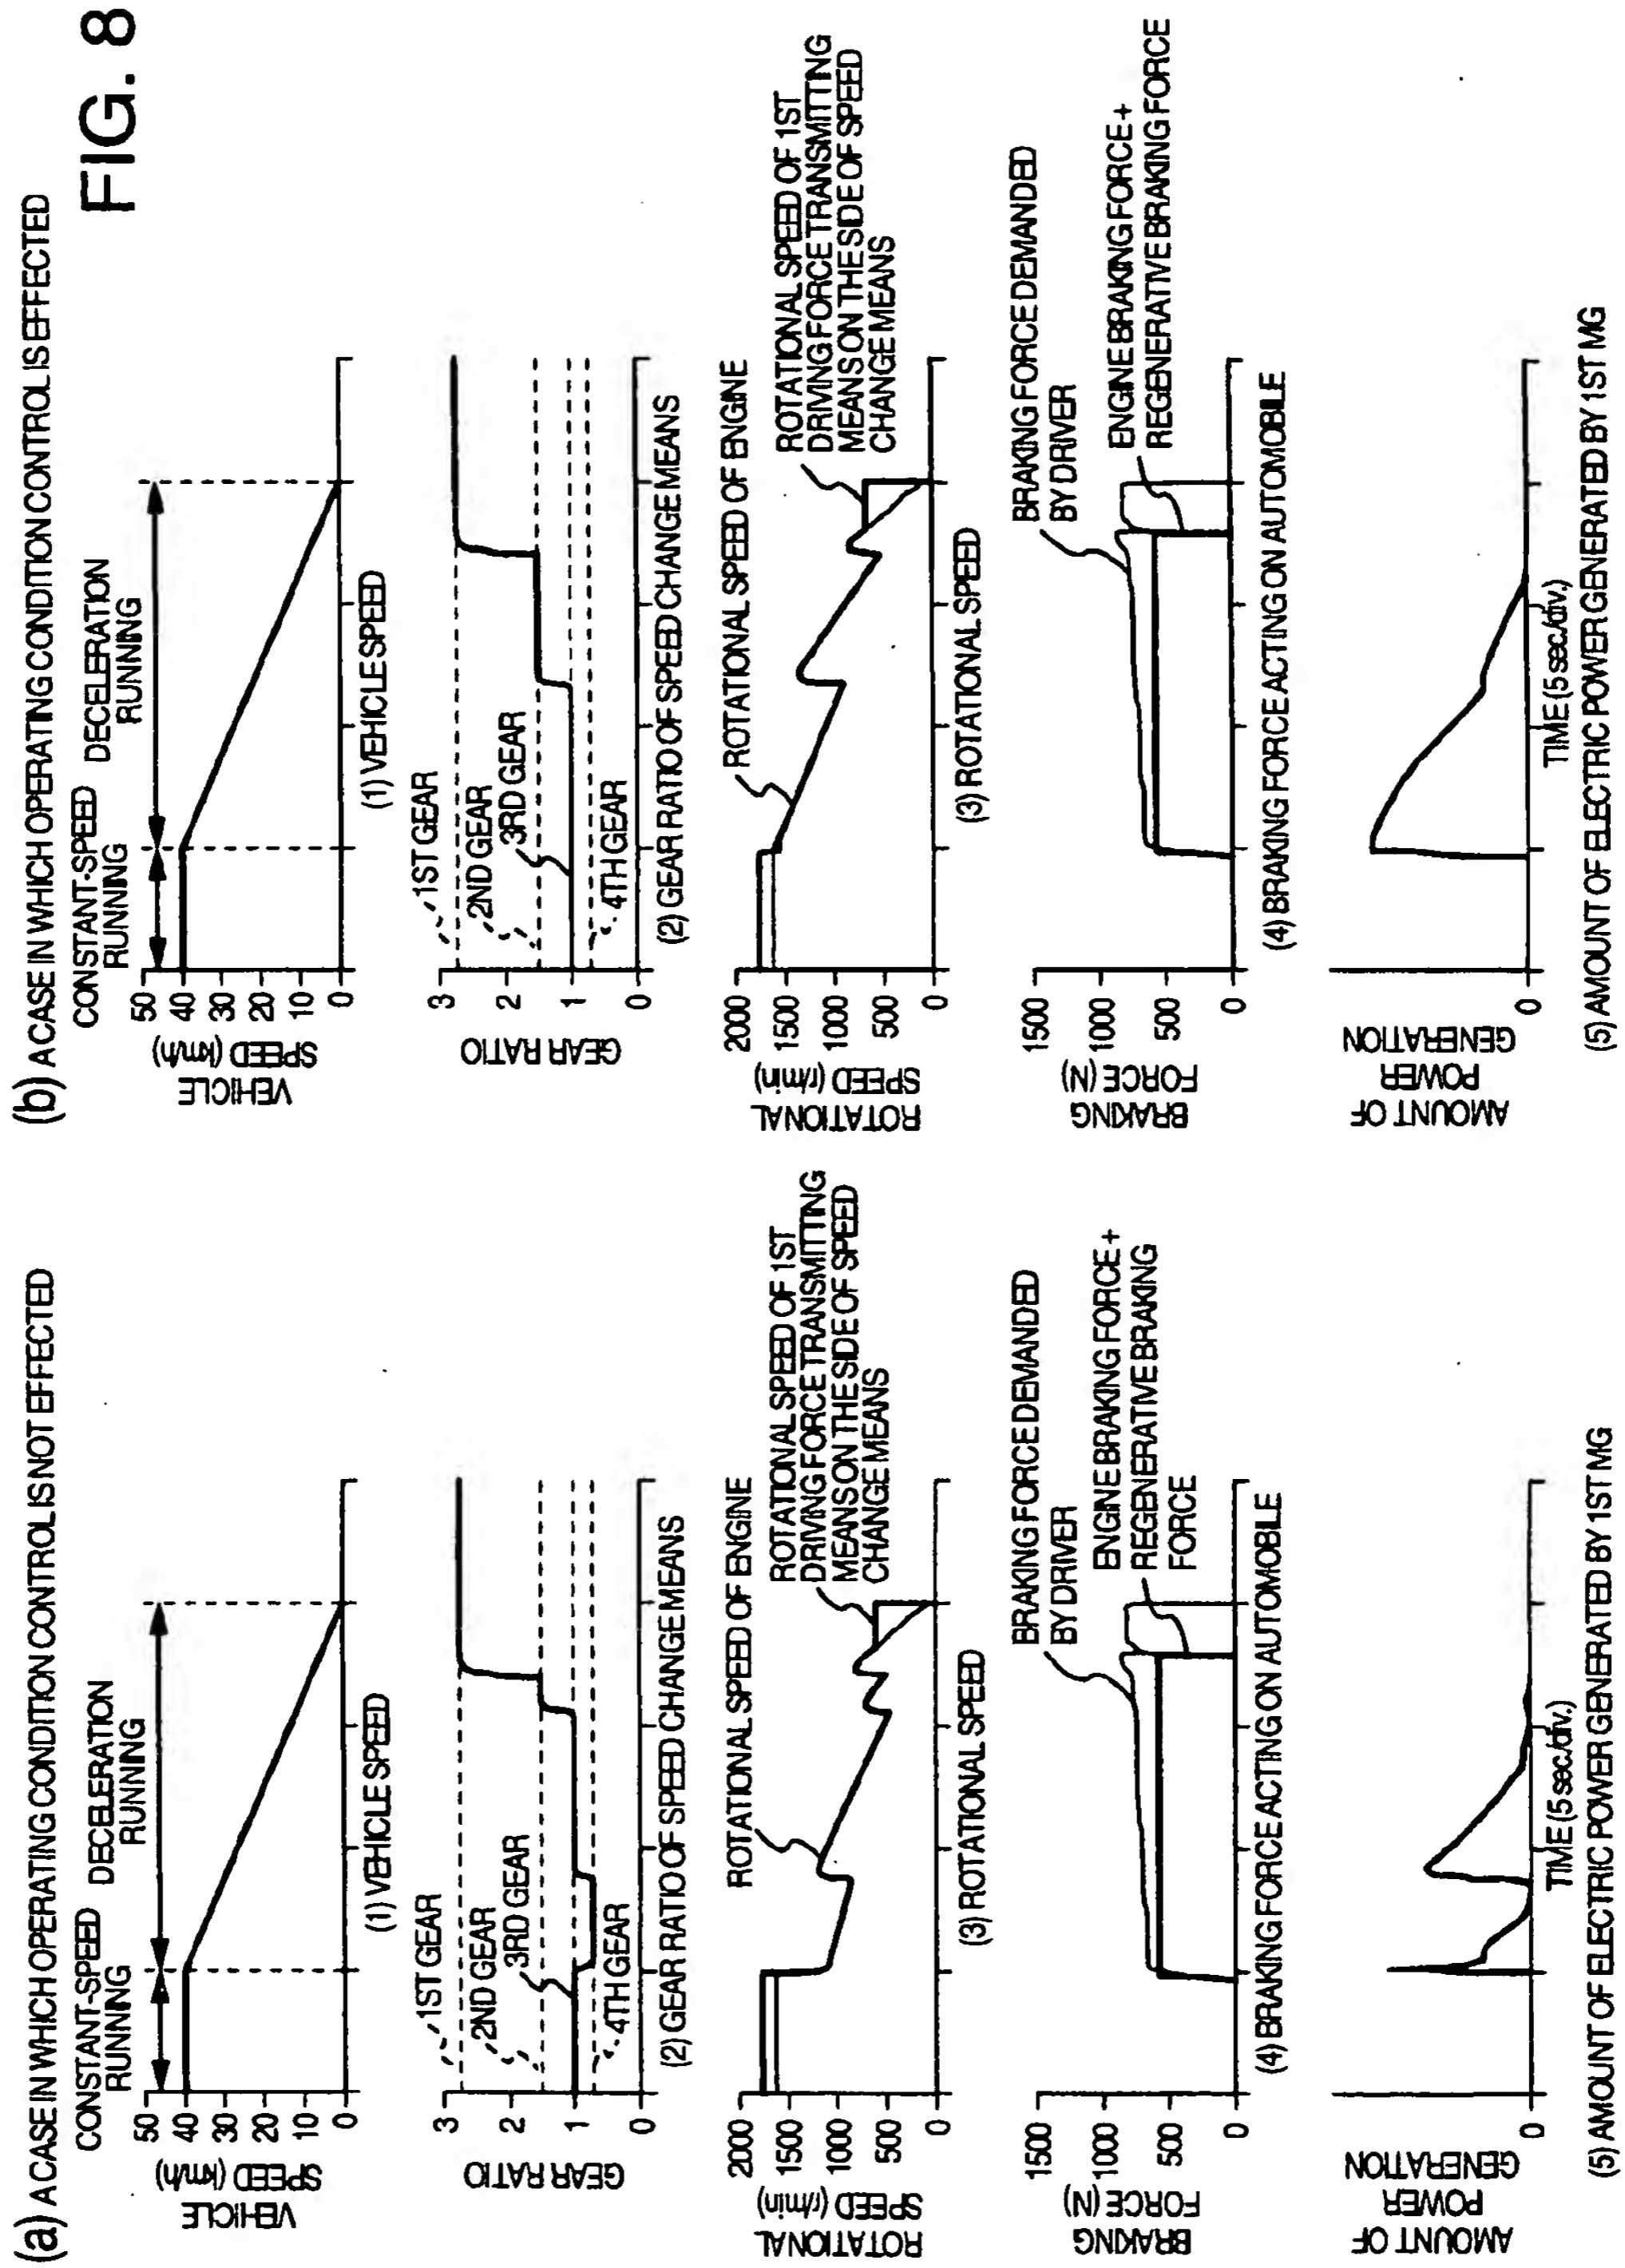 FIG. 8
(a) A CASE IN WHICH OPERATING CONDITION CONTROL IS NOT EFFECTED
CONSTANT-SPEED
RUNNING
DECELERATION
RUNNING
VEHICLE
SPEED (km/h)
50
40
30
20
10
0
(1) VEHICLE SPEED
GEAR RATIO
3
2
1
0
1ST GEAR
2ND GEAR
3RD GEAR
4TH GEAR
(2) GEAR RATIO OF SPEED CHANGE MEANS
ROTATIONAL
SPEED (r/min)
2000
1500
1000
500
0
ROTATIONAL SPEED OF ENGINE
ROTATIONAL SPEED OF 1ST
DRIVING FORCE TRANSMITTING
MEANS ON THE SIDE OF SPEED
CHANGE MEANS
(3) ROTATIONAL SPEED
BRAKING
FORCE (N)
1500
1000
500
0
BRAKING FORCE DEMANDED
BY DRIVER
ENGINE BRAKING FORCE +
REGENERATIVE BRAKING
FORCE
(4) BRAKING FORCE ACTING ON AUTOMOBILE
AMOUNT OF
POWER
GENERATION
0
TIME (5 sec/div.)
(5) AMOUNT OF ELECTRIC POWER GENERATED BY 1ST MG
(b) A CASE IN WHICH OPERATING CONDITION CONTROL IS EFFECTED
CONSTANT-SPEED
RUNNING
DECELERATION
RUNNING
VEHICLE
SPEED (km/h)
50
40
30
20
10
0
(1) VEHICLE SPEED
GEAR RATIO
3
2
1
0
1ST GEAR
2ND GEAR
3RD GEAR
4TH GEAR
(2) GEAR RATIO OF SPEED CHANGE MEANS
ROTATIONAL
SPEED (r/min)
2000
1500
1000
500
0
ROTATIONAL SPEED OF ENGINE
ROTATIONAL SPEED OF 1ST
DRIVING FORCE TRANSMITTING
MEANS ON THE SIDE OF SPEED
CHANGE MEANS
(3) ROTATIONAL SPEED
BRAKING
FORCE (N)
1500
1000
500
0
BRAKING FORCE DEMANDED
BY DRIVER
ENGINE BRAKING FORCE +
REGENERATIVE BRAKING FORCE
(4) BRAKING FORCE ACTING ON AUTOMOBILE
AMOUNT OF
POWER
GENERATION
0
TIME (5 sec/div.)
(5) AMOUNT OF ELECTRIC POWER GENERATED BY 1ST MG